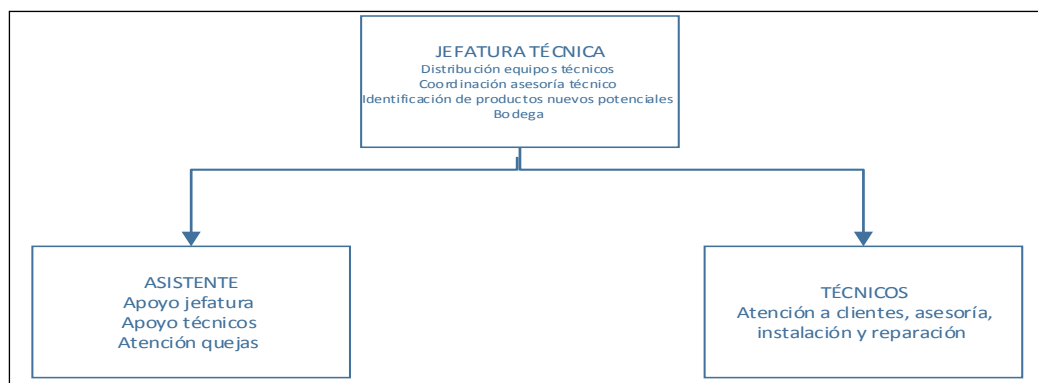 JEFATURA TÉCNICA
Distribución equipos técnicos
Coordinación asesoría técnico
Identificación de productos nuevos potenciales
Bodega
ASISTENTE
Apoyo jefatura
Apoyo técnicos
Atención quejas
TÉCNICOS
Atención a clientes, asesoría,
instalación y reparación